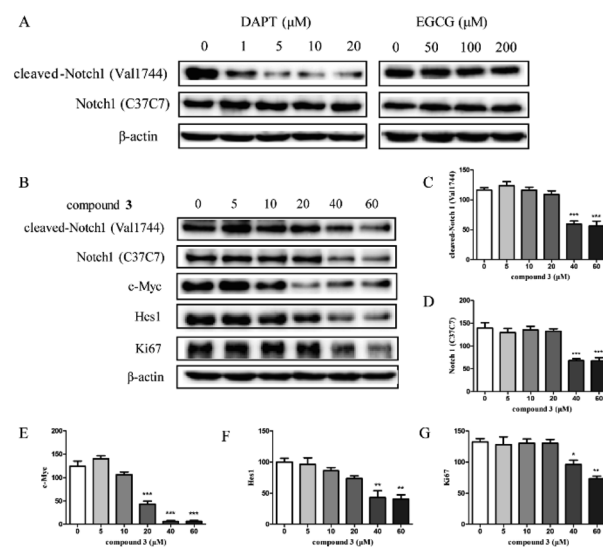 A
DAPT (μM)
EGCG (μM)
0 1 5 10 20
0 50 100 200
cleaved-Notch1 (Val1744)
Notch1 (C37C7)
β-actin
B
compound 3 0 5 10 20 40 60
cleaved-Notch1 (Val1744)
Notch1 (C37C7)
c-Myc
Hes1
Ki67
β-actin
C
cleaved-Notch 1 (Val1744)
150
100
50
0
*** ***
0 5 10 20 40 60
compound 3 (μM)
D
Notch 1 (C37C7)
200
150
100
50
0
*** ***
0 5 10 20 40 60
compound 3 (μM)
E
c-Myc
150
125
100
75
50
25
0
*** *** ***
0 5 10 20 40 60
compound 3 (μM)
F
Hes1
150
100
50
0
** **
0 5 10 20 40 60
compound 3 (μM)
G
Ki67
150
100
50
0
* **
0 5 10 20 40 60
compound 3 (μM)